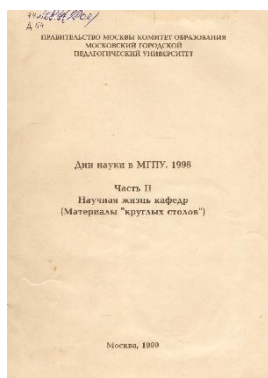 ПРАВИТЕЛЬСТВО МОСКВЫ КОМИТЕТ ОБРАЗОВАНИЯ
МОСКОВСКИЙ ГОРОДСКОЙ
ПЕДАГОГИЧЕСКИЙ УНИВЕРСИТЕТ
Дни науки в МГПУ. 1998
Часть II
Научная жизнь кафедр
(Материалы "круглых столов")
Москва, 1999